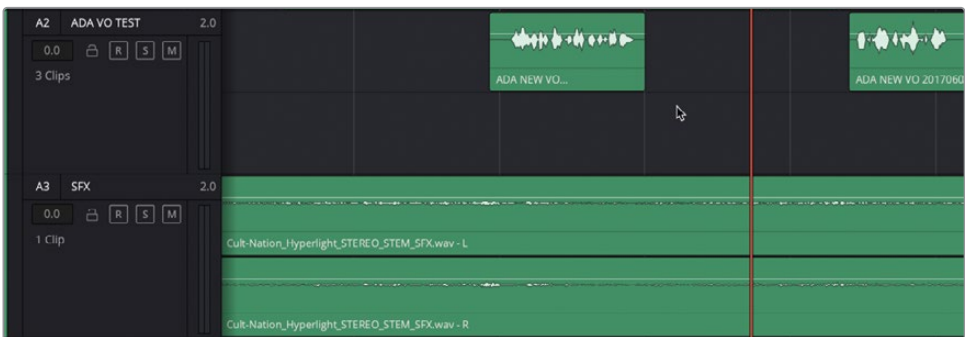 A2 ADA VO TEST 2.0
0.0 R S M
3 Clips
ADA NEW VO...
ADA NEW VO 2017060
A3 SFX 2.0
0.0 R S M
1 Clip
Cult-Nation_Hyperlight_STEREO_STEM_SFX.wav - L
Cult-Nation_Hyperlight_STEREO_STEM_SFX.wav - R